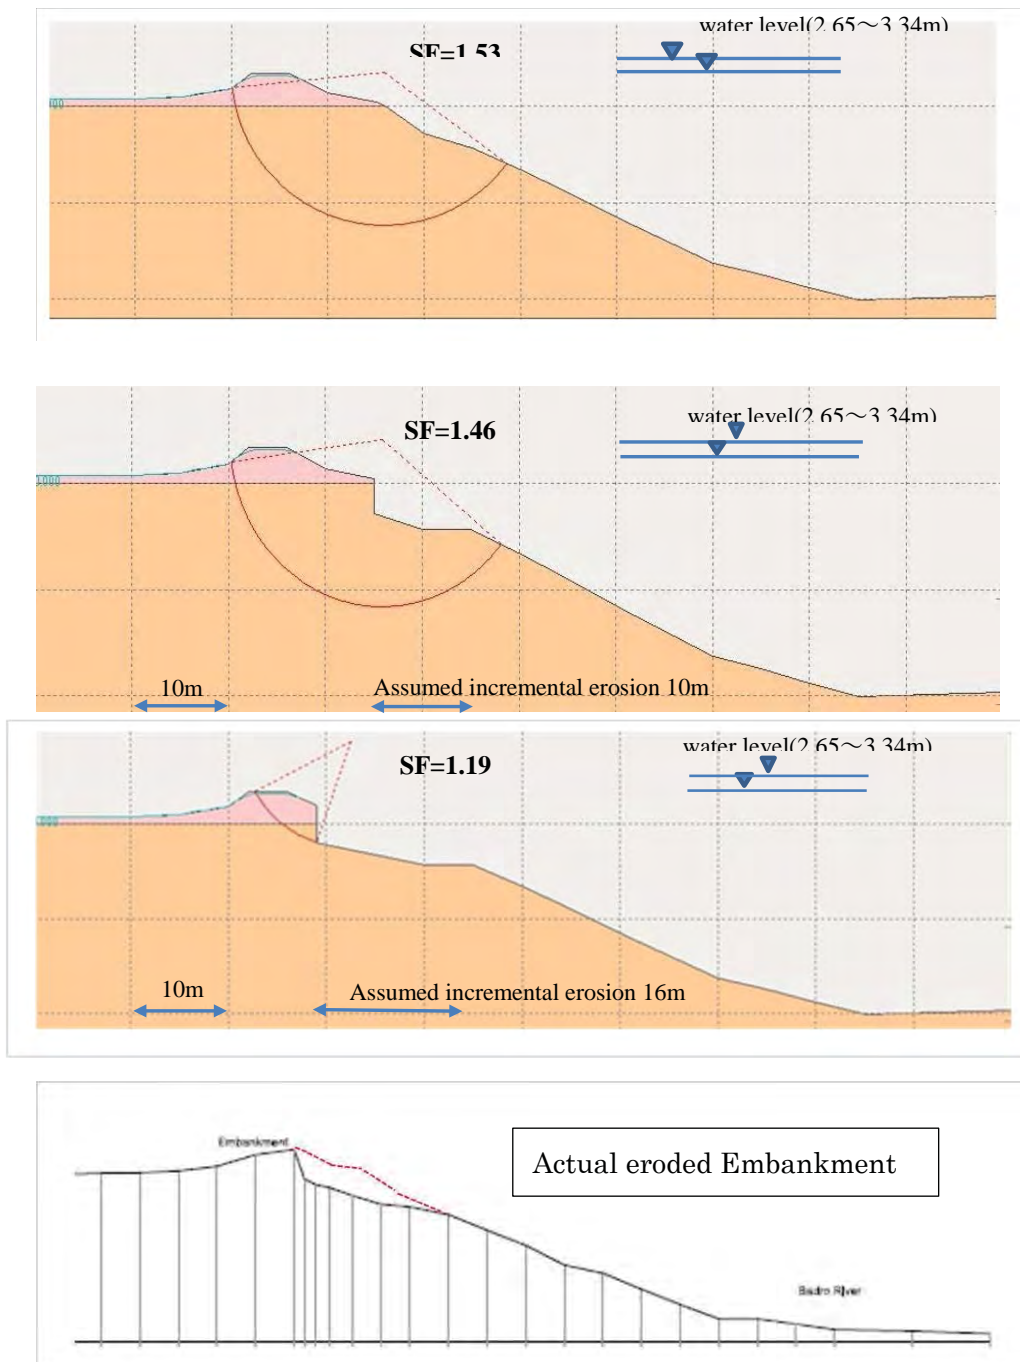 water level(2.65～3.34m)
SF=1.53
water level(2.65～3.34m)
SF=1.46
10m
Assumed incremental erosion 10m
water level(2.65～3.34m)
SF=1.19
10m
Assumed incremental erosion 16m
Embankment
Actual eroded Embankment
River